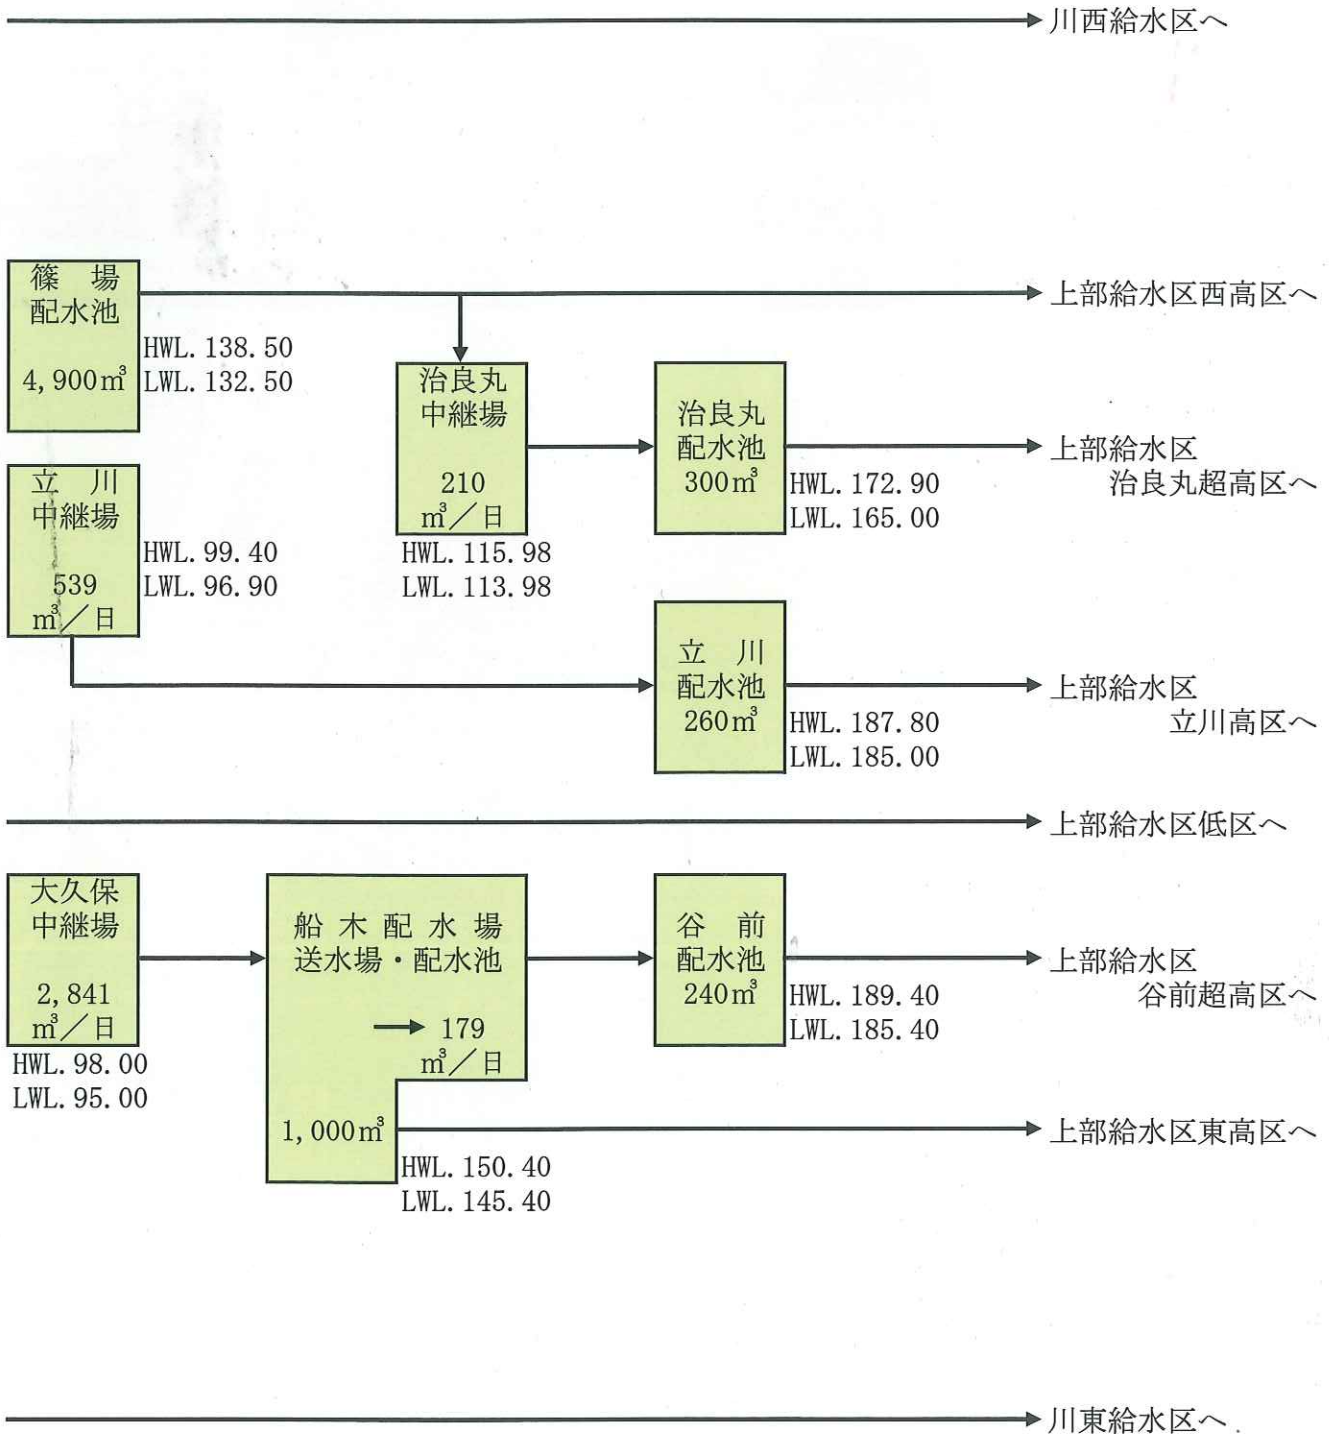 川西給水区へ
篠 場
配水池
4,900㎥
HWL.138.50
LWL.132.50
上部給水区西高区へ
治良丸
中継場
210
㎥／日
HWL.115.98
LWL.113.98
治良丸
配水池
300㎥
HWL.172.90
LWL.165.00
上部給水区
治良丸超高区へ
立 川
中継場
539
㎥／日
HWL.99.40
LWL.96.90
立 川
配水池
260㎥
HWL.187.80
LWL.185.00
上部給水区
立川高区へ
上部給水区低区へ
大久保
中継場
2,841
㎥／日
HWL.98.00
LWL.95.00
船木配水場
送水場・配水池
179
㎥／日
1,000㎥
HWL.150.40
LWL.145.40
谷 前
配水池
240㎥
HWL.189.40
LWL.185.40
上部給水区
谷前超高区へ
上部給水区東高区へ
川東給水区へ